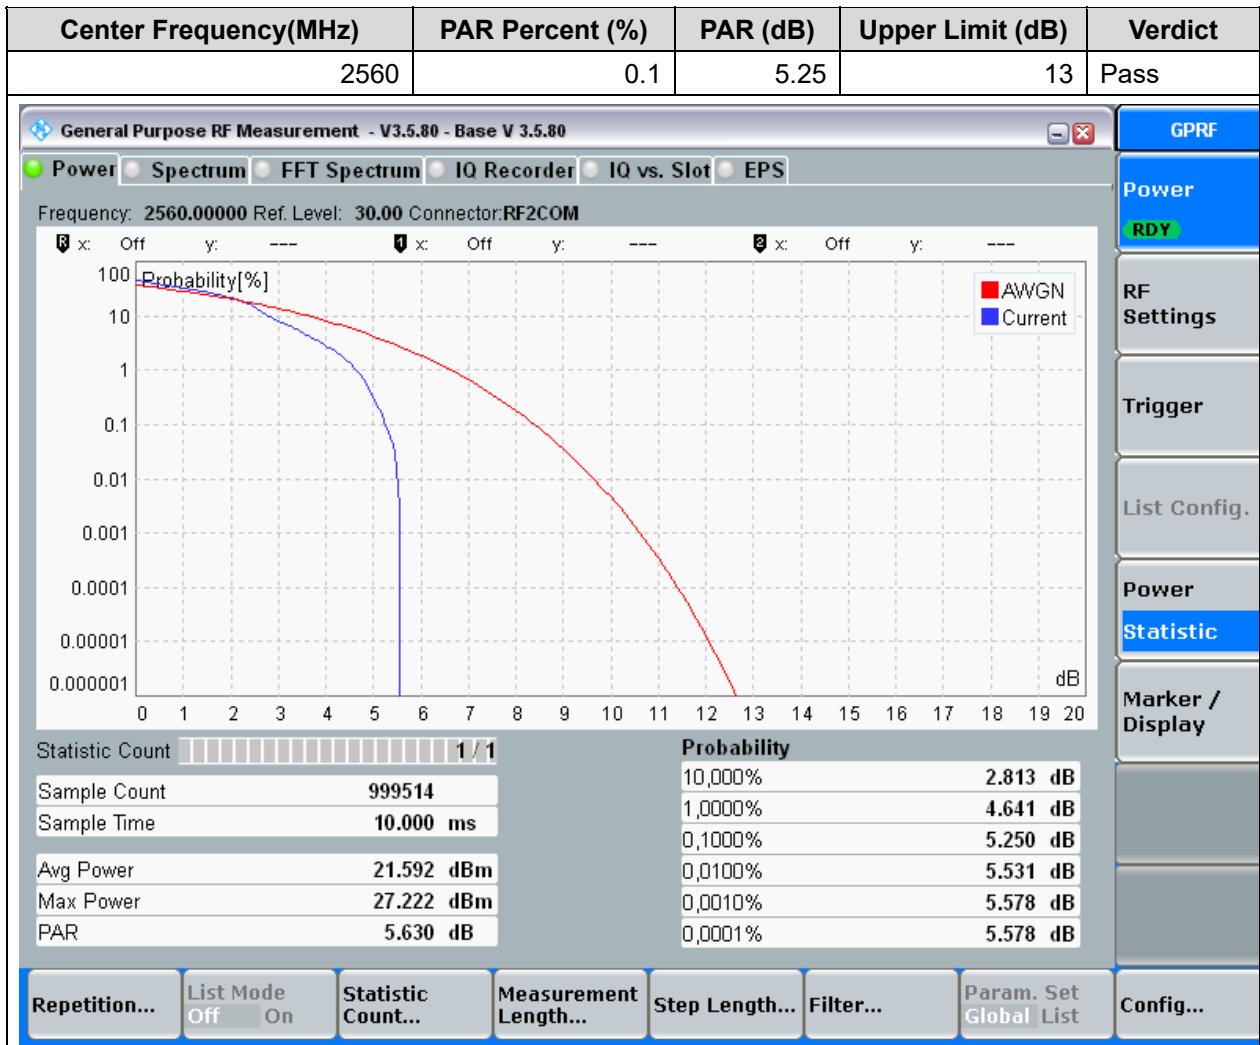 Center Frequency(MHz) PAR Percent (%) PAR (dB) Upper Limit (dB) Verdict
2560 0.1 5.25 13 Pass
General Purpose RF Measurement - V3.5.80 - Base V 3.5.80
GPRF
Power Spectrum FFT Spectrum IQ Recorder IQ vs. Slot EPS
Frequency: 2560.00000 Ref. Level: 30.00 Connector:RF2COM
R x: Off y: --- 1 x: Off y: --- 2 x: Off y: ---
Probability[%]
100
10
1
0.1
0.01
0.001
0.0001
0.00001
0.000001
AWGN
Current
dB
0 1 2 3 4 5 6 7 8 9 10 11 12 13 14 15 16 17 18 19 20
Statistic Count 1 / 1
Sample Count 999514
Sample Time 10.000 ms
Avg Power 21.592 dBm
Max Power 27.222 dBm
PAR 5.630 dB
Probability
10,000% 2.813 dB
1,0000% 4.641 dB
0,1000% 5.250 dB
0,0100% 5.531 dB
0,0010% 5.578 dB
0,0001% 5.578 dB
Power
RDY
RF
Settings
Trigger
List Config.
Power
Statistic
Marker /
Display
Repetition...
List Mode
Off On
Statistic
Count...
Measurement
Length...
Step Length...
Filter...
Param. Set
Global List
Config...